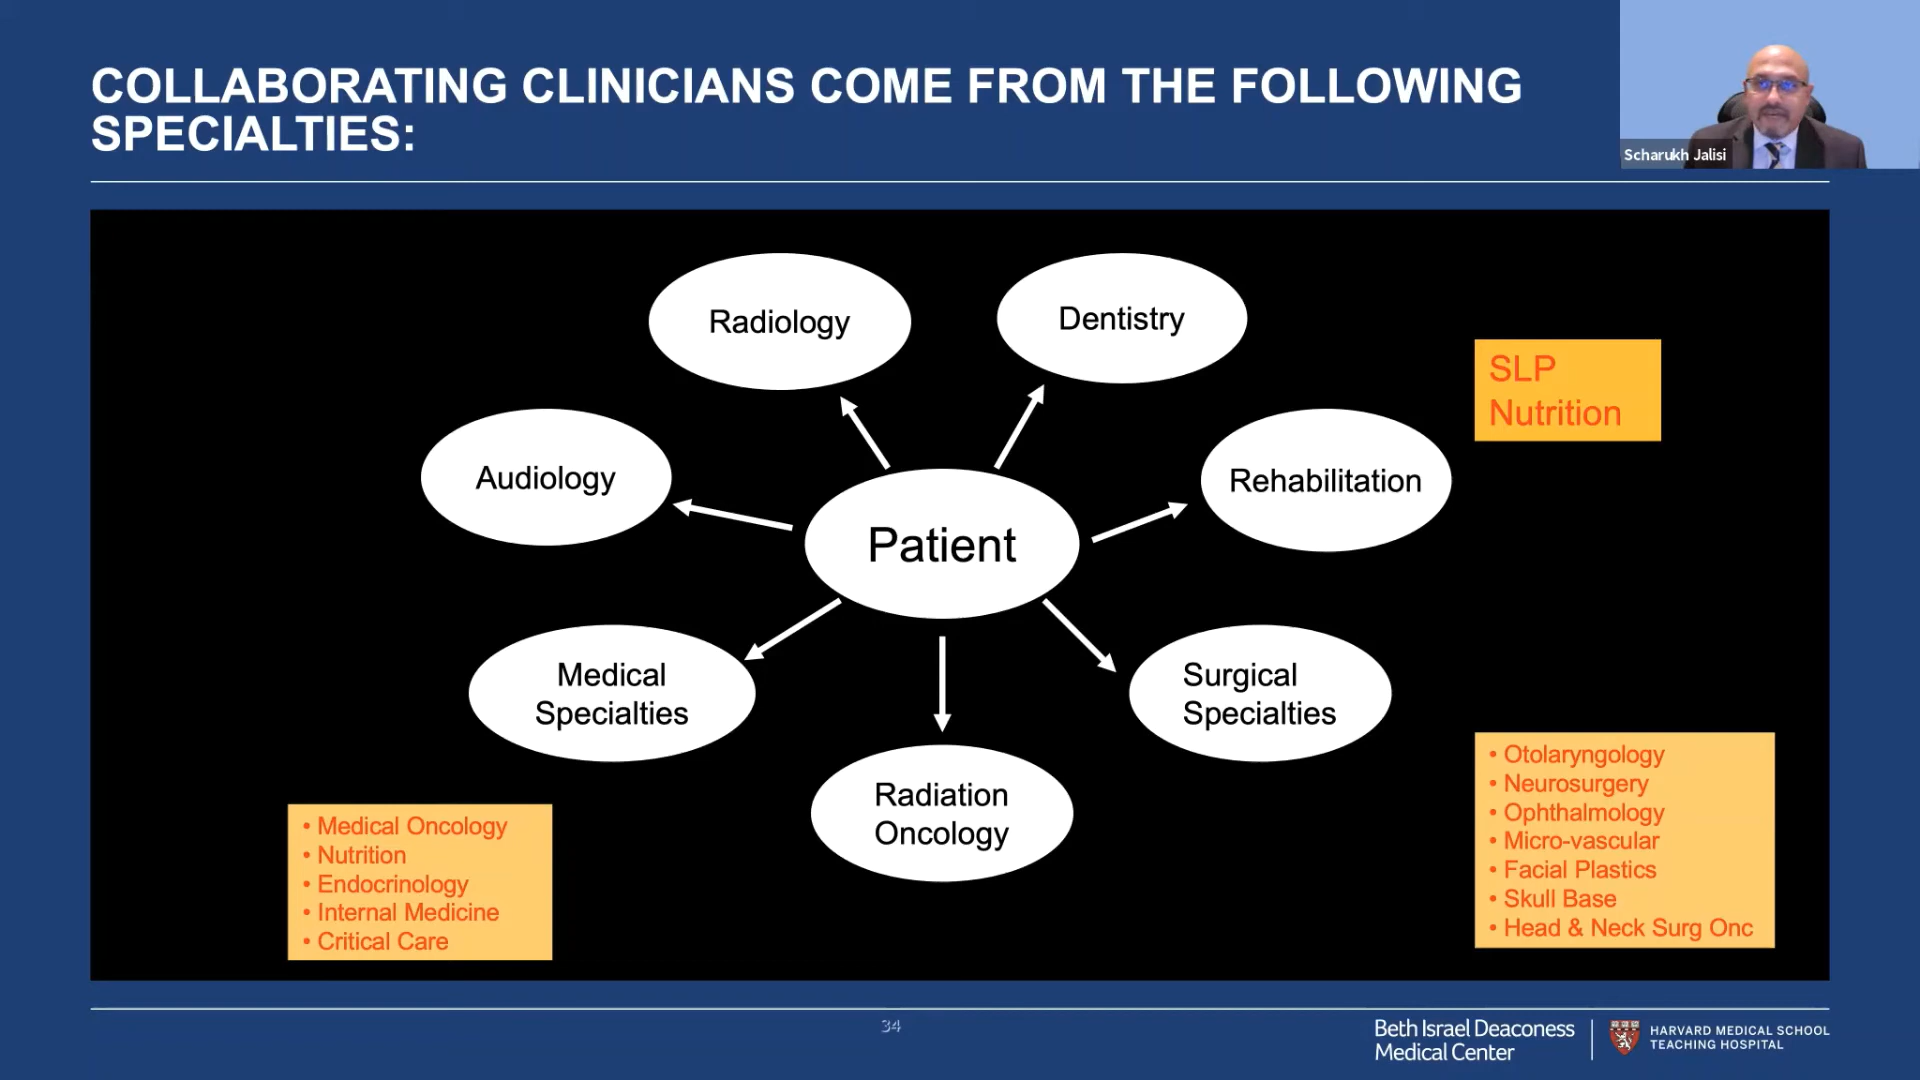 COLLABORATING CLINICIANS COME FROM THE FOLLOWING
SPECIALTIES:
Scharukh Jalisi
Radiology
Dentistry
SLP
Nutrition
Audiology
Rehabilitation
Patient
Medical
Specialties
Surgical
Specialties
Radiation
Oncology
• Medical Oncology
• Nutrition
• Endocrinology
• Internal Medicine
• Critical Care
• Otolaryngology
• Neurosurgery
• Ophthalmology
• Micro-vascular
• Facial Plastics
• Skull Base
• Head & Neck Surg Onc
34
Beth Israel Deaconess
Medical Center
HARVARD MEDICAL SCHOOL
TEACHING HOSPITAL